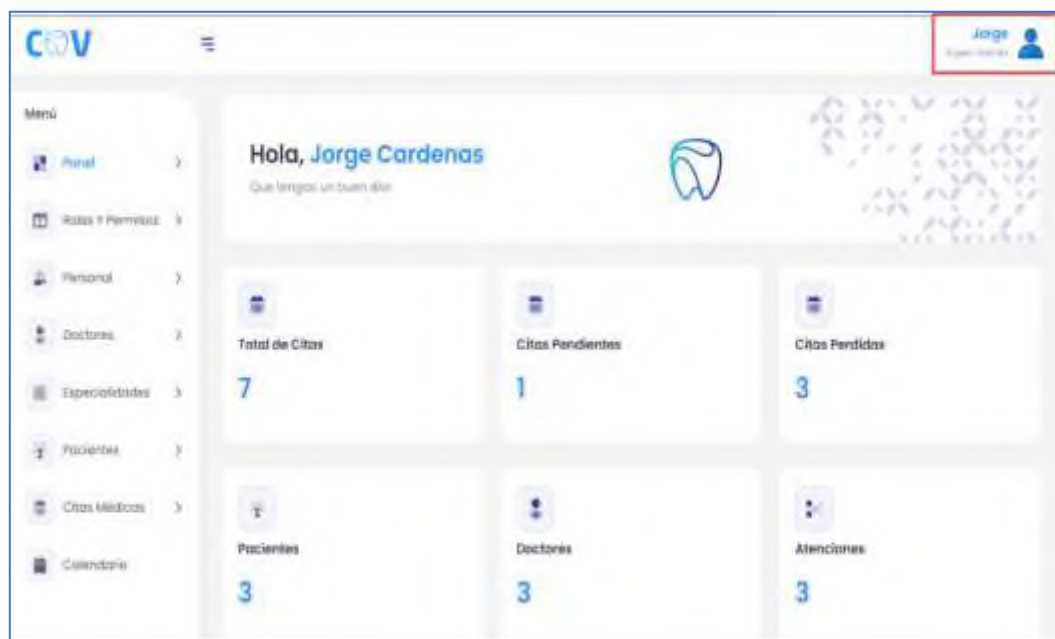 COV
Jorge
Menú
Hola, Jorge Cardenas
Panel
Que tengas un buen día!
Roles Y Permisos
Personal
Doctores
Total de Citas
Citas Pendientes
Citas Perdidas
7
1
3
Especialidades
Pacientes
Citas Médicas
Pacientes
Doctores
Atenciones
Calendario
3
3
3